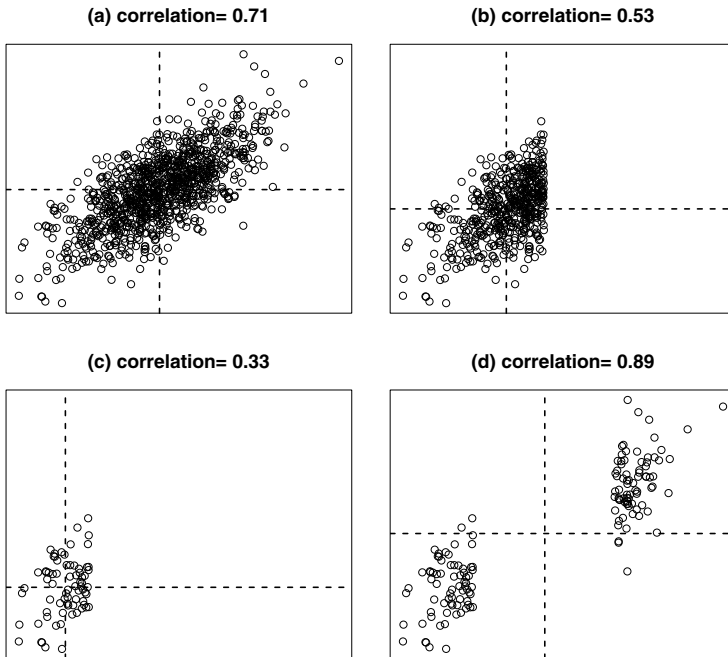 (a) correlation= 0.71
(b) correlation= 0.53
(c) correlation= 0.33
(d) correlation= 0.89